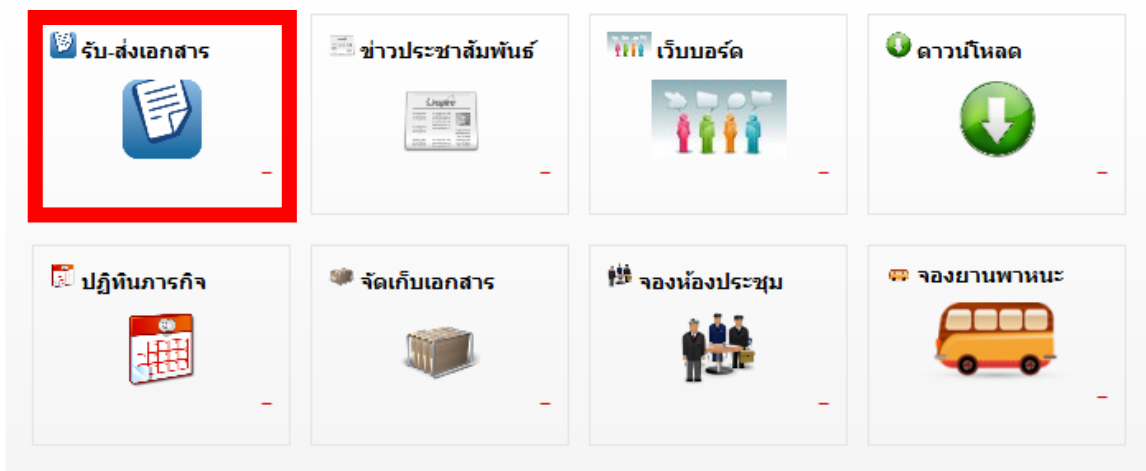 รับ-ส่งเอกสาร
ข่าวประชาสัมพันธ์
เว็บบอร์ด
ดาวน์โหลด
ปฏิทินภารกิจ
จัดเก็บเอกสาร
จองห้องประชุม
จองยานพาหนะ